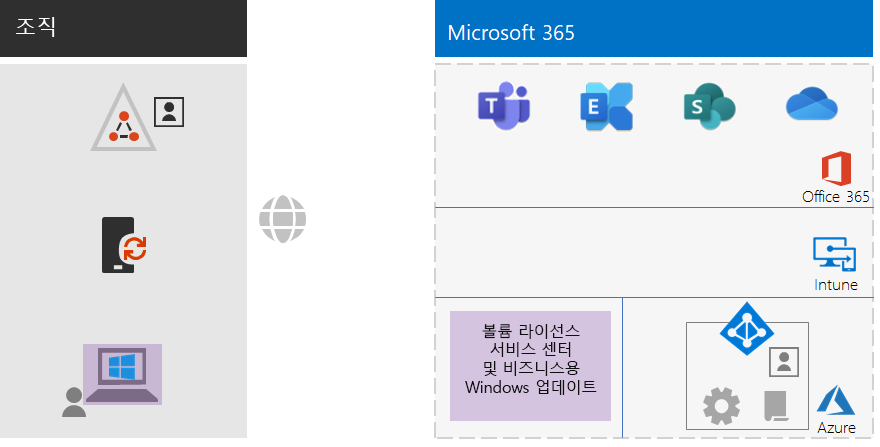 조직
Microsoft 365
T
E
S
Office 365
Intune
볼륨 라이선스
서비스 센터
및 비즈니스용
Windows 업데이트
Azure